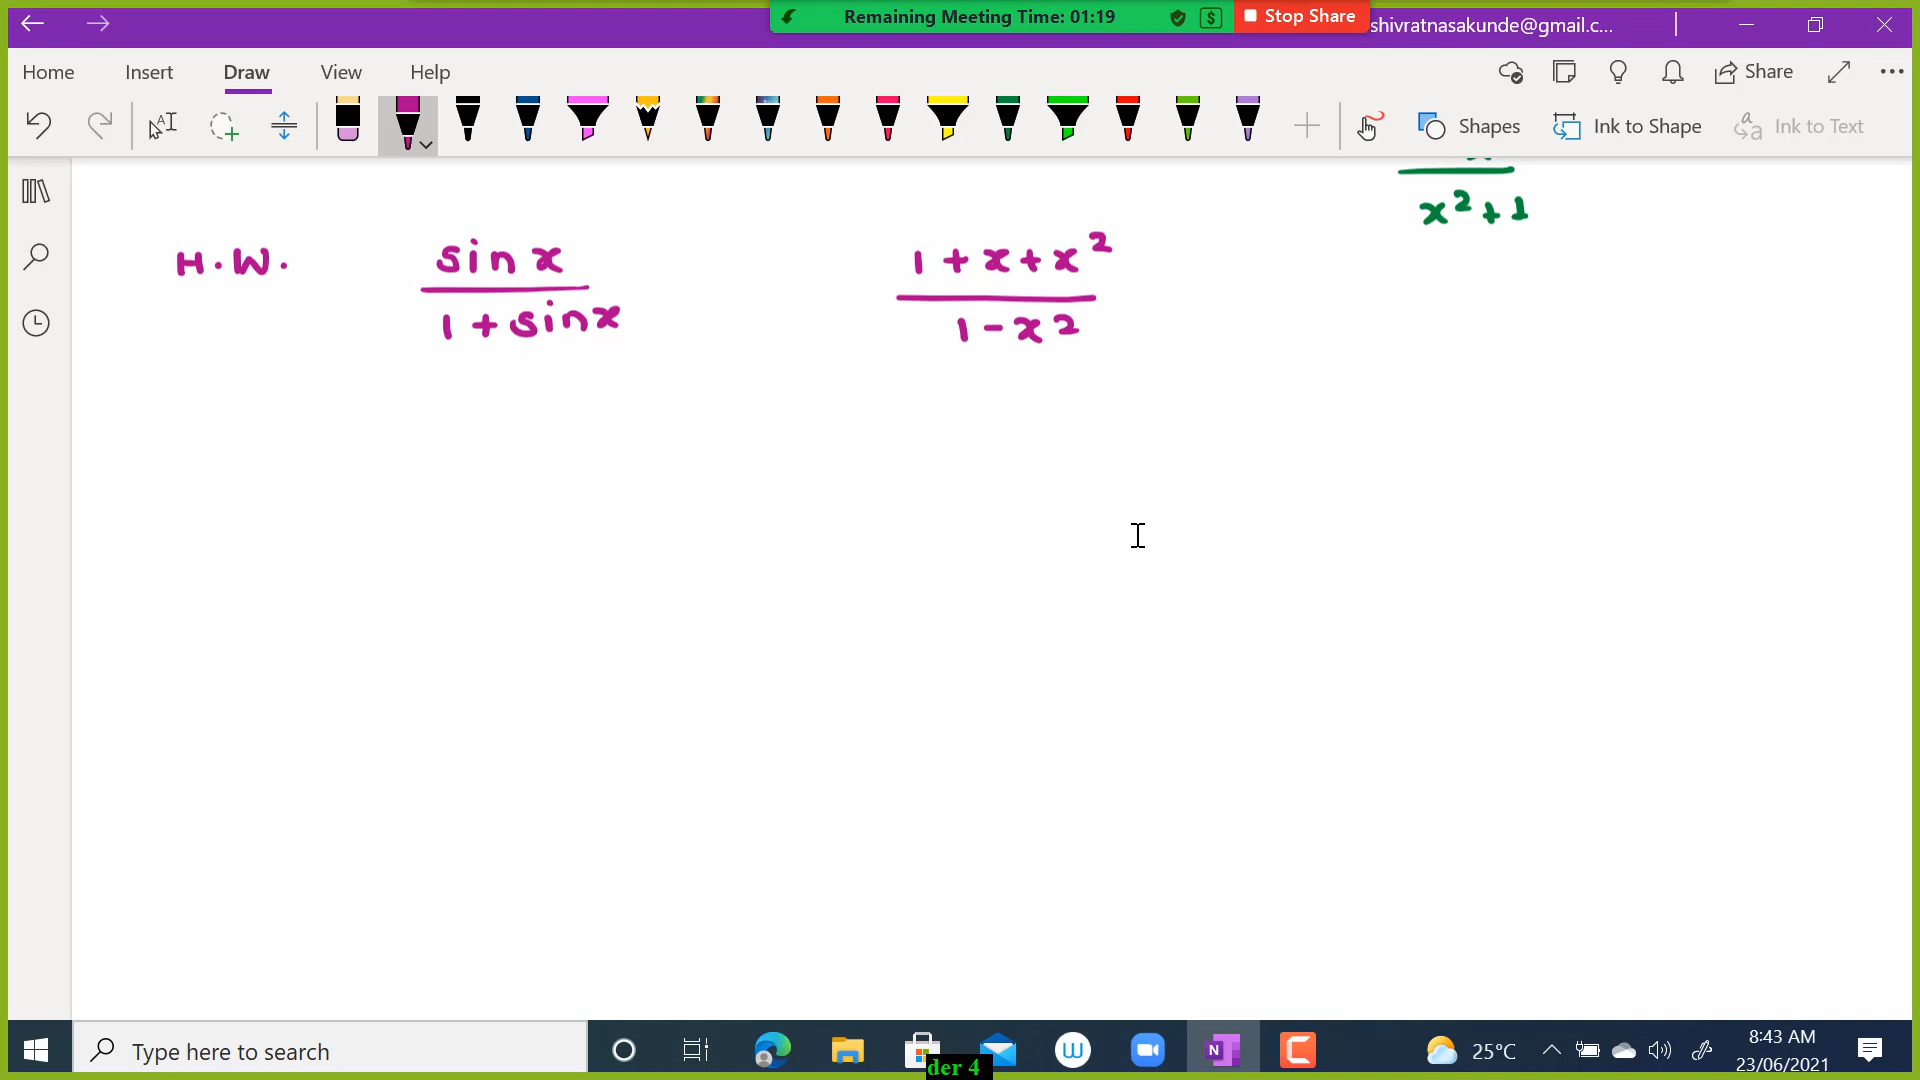 Remaining Meeting Time: 01:19
Stop Share
shivratnasakunde@gmail.c...
Home Insert Draw View Help
Share
Shapes
Ink to Shape
Ink to Text
x² + 1
H.W.
sin x
1 + sin x
1 + x + x²
1 - x²
Type here to search
der 4
25°C
8:43 AM
23/06/2021